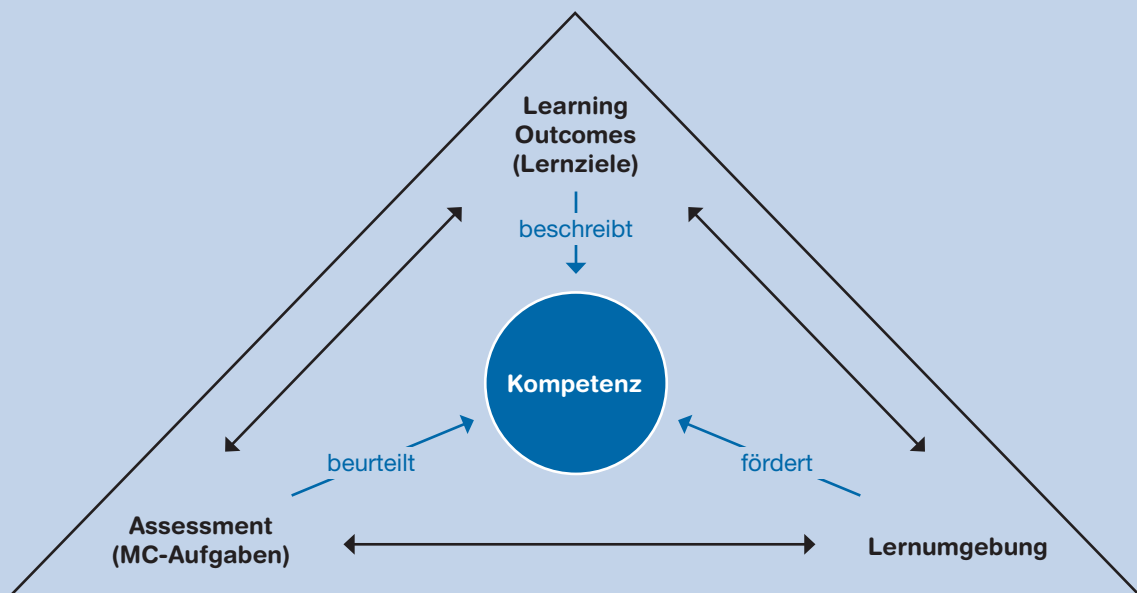 Learning
Outcomes
(Lernziele)
beschreibt
Kompetenz
beurteilt
fördert
Assessment
(MC-Aufgaben)
Lernumgebung